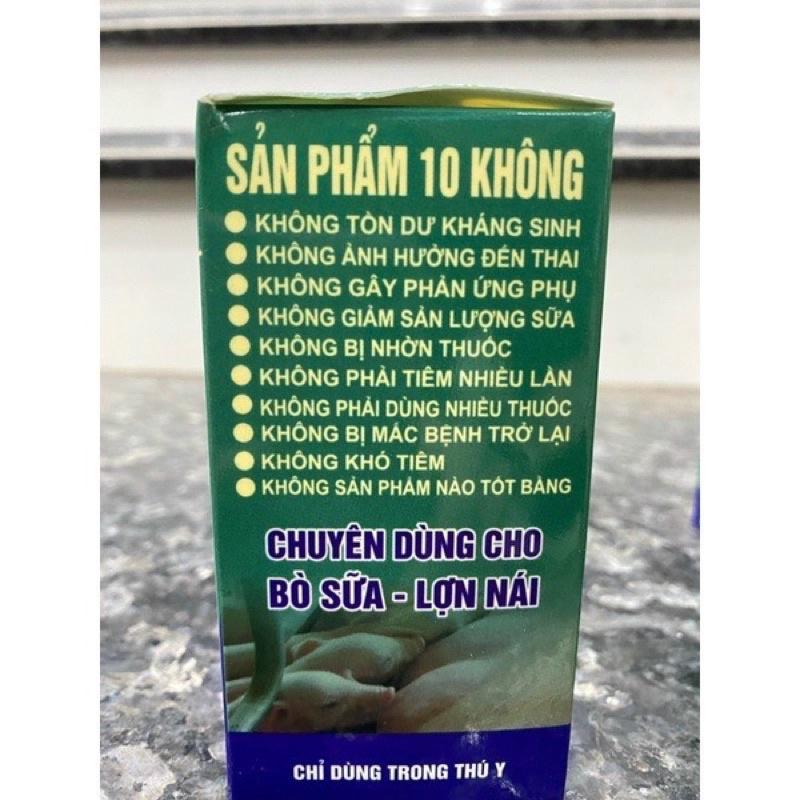 SẢN PHẨM 10 KHÔNG
KHÔNG TỒN DƯ KHÁNG SINH
KHÔNG ẢNH HƯỞNG ĐẾN THAI
KHÔNG GÂY PHẢN ỨNG PHỤ
KHÔNG GIẢM SẢN LƯỢNG SỮA
KHÔNG BỊ NHỜN THUỐC
KHÔNG PHẢI TIÊM NHIỀU LẦN
KHÔNG PHẢI DÙNG NHIỀU THUỐC
KHÔNG BỊ MẮC BỆNH TRỞ LẠI
KHÔNG KHÓ TIÊM
KHÔNG SẢN PHẨM NÀO TỐT BẰNG
CHUYÊN DÙNG CHO
BÒ SỮA - LỢN NÁI
CHỈ DÙNG TRONG THÚ Y